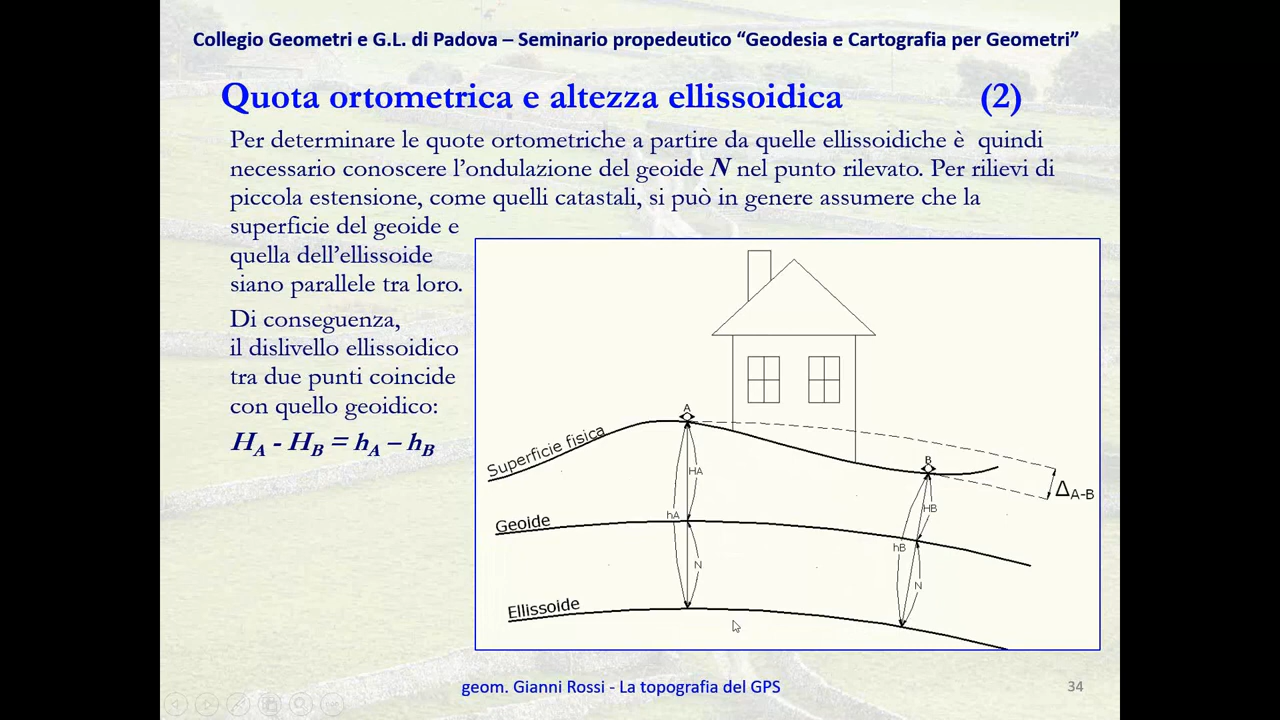 Collegio Geometri e G.L. di Padova – Seminario propedeutico “Geodesia e Cartografia per Geometri”
Quota ortometrica e altezza ellissoidica (2)
Per determinare le quote ortometriche a partire da quelle ellissoidiche è quindi
necessario conoscere l’ondulazione del geoide N nel punto rilevato. Per rilievi di
piccola estensione, come quelli catastali, si può in genere assumere che la
superficie del geoide e
quella dell’ellissoide
siano parallele tra loro.
Di conseguenza,
il dislivello ellissoidico
tra due punti coincide
con quello geoidico:
HA - HB = hA – hB
A
Superficie fisica
B
HA
ΔA-B
hA
HB
Geoide
hB
N
N
Ellissoide
geom. Gianni Rossi - La topografia del GPS
34